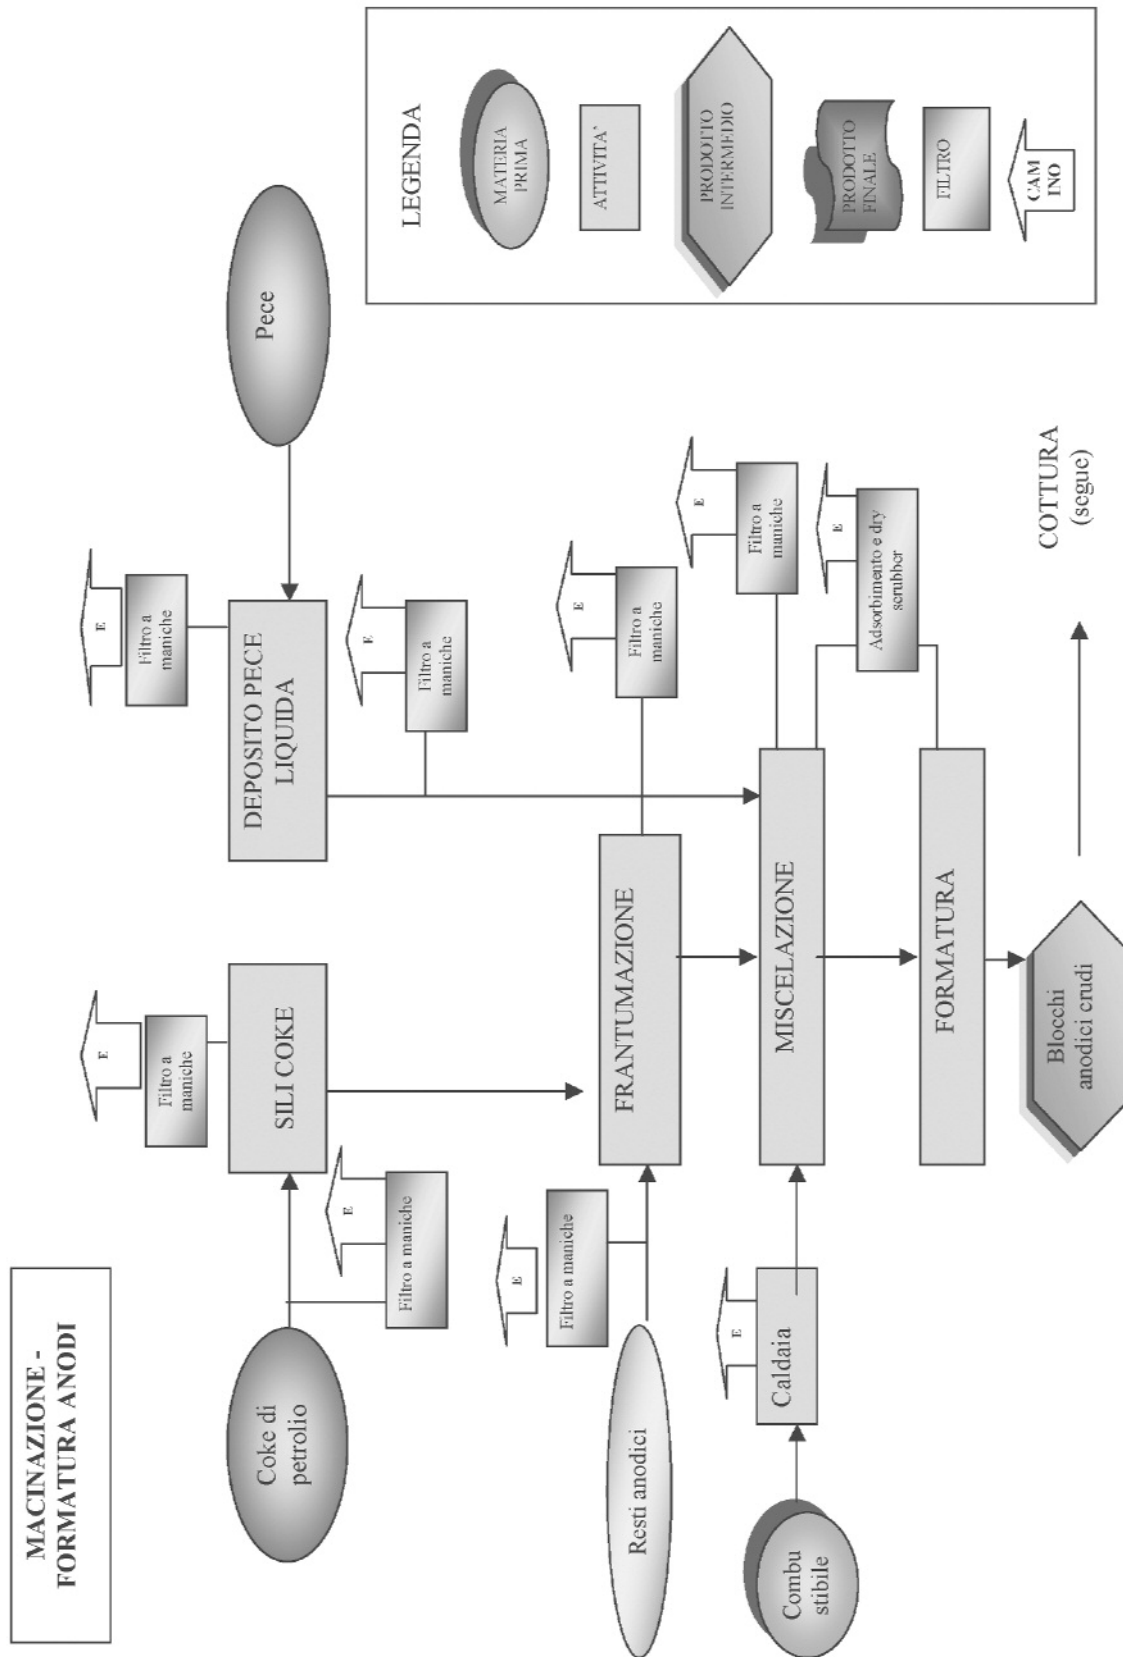 MACINAZIONE -
FORMATURA ANODI
E
E
Filtro a
maniche
Filtro a
maniche
Coke di
petrolio
SILI COKE
DEPOSITO PECE
LIQUIDA
Pece
E
Filtro a maniche
E
Filtro a
maniche
E
Filtro a maniche
Resti anodici
FRANTUMAZIONE
E
Filtro a
maniche
Combu
stibile
E
Caldaia
MISCELAZIONE
E
Filtro a
maniche
E
Adsorbimento e dry
scrubber
FORMATURA
Blocchi
anodici crudi
COTTURA
(segue)
LEGENDA
MATERIA
PRIMA
ATTIVITA`
PRODOTTO
INTERMEDIO
PRODOTTO
FINALE
FILTRO
CAM
INO